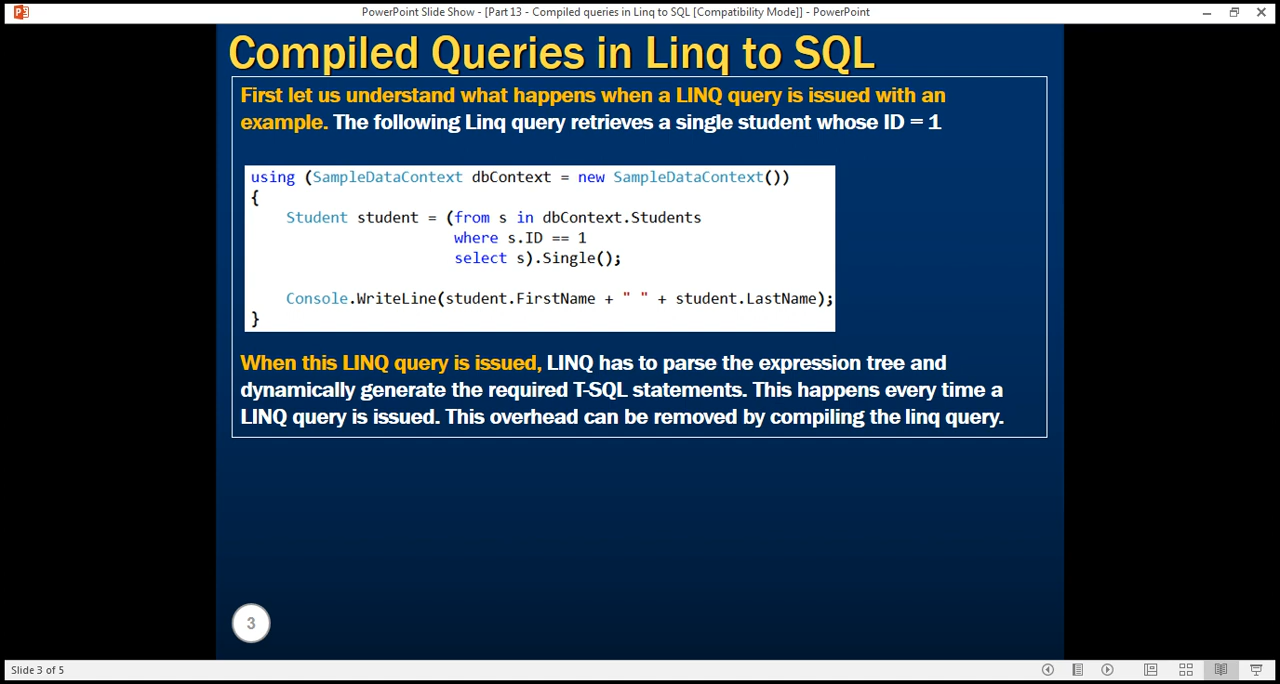 PowerPoint Slide Show - [Part 13 - Compiled queries in Linq to SQL [Compatibility Mode]] - PowerPoint
Compiled Queries in Linq to SQL
First let us understand what happens when a LINQ query is issued with an
example. The following Linq query retrieves a single student whose ID = 1
using (SampleDataContext dbContext = new SampleDataContext())
{
Student student = (from s in dbContext.Students
where s.ID == 1
select s).Single();
Console.WriteLine(student.FirstName + " " + student.LastName);
}
When this LINQ query is issued, LINQ has to parse the expression tree and
dynamically generate the required T-SQL statements. This happens every time a
LINQ query is issued. This overhead can be removed by compiling the linq query.
3
Slide 3 of 5